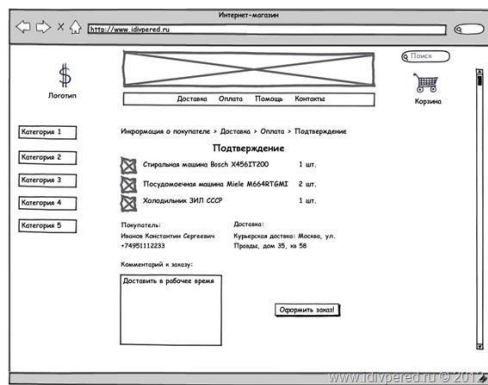 Интернет-магазин
http://www.idivpered.ru
Поиск
Логотип
Корзина
Доставка Оплата Помощь Контакты
Категория 1
Категория 2
Категория 3
Категория 4
Категория 5
Информация о покупателе > Доставка > Оплата > Подтверждение
Подтверждение
Стиральная машина Bosch X456IT200 1 шт.
Посудомоечная машина Miele M664RTGMI 2 шт.
Холодильник ЗИЛ СССР 1 шт.
Покупатель:
Иванов Константин Сергеевич
+74951112233
Доставка:
Курьерская доствка: Москва, ул.
Правды, дом 35, кв 58
Комментарий к заказу:
Доставить в рабочее время
Оформить заказ!
www.idivpered.ru © 2012